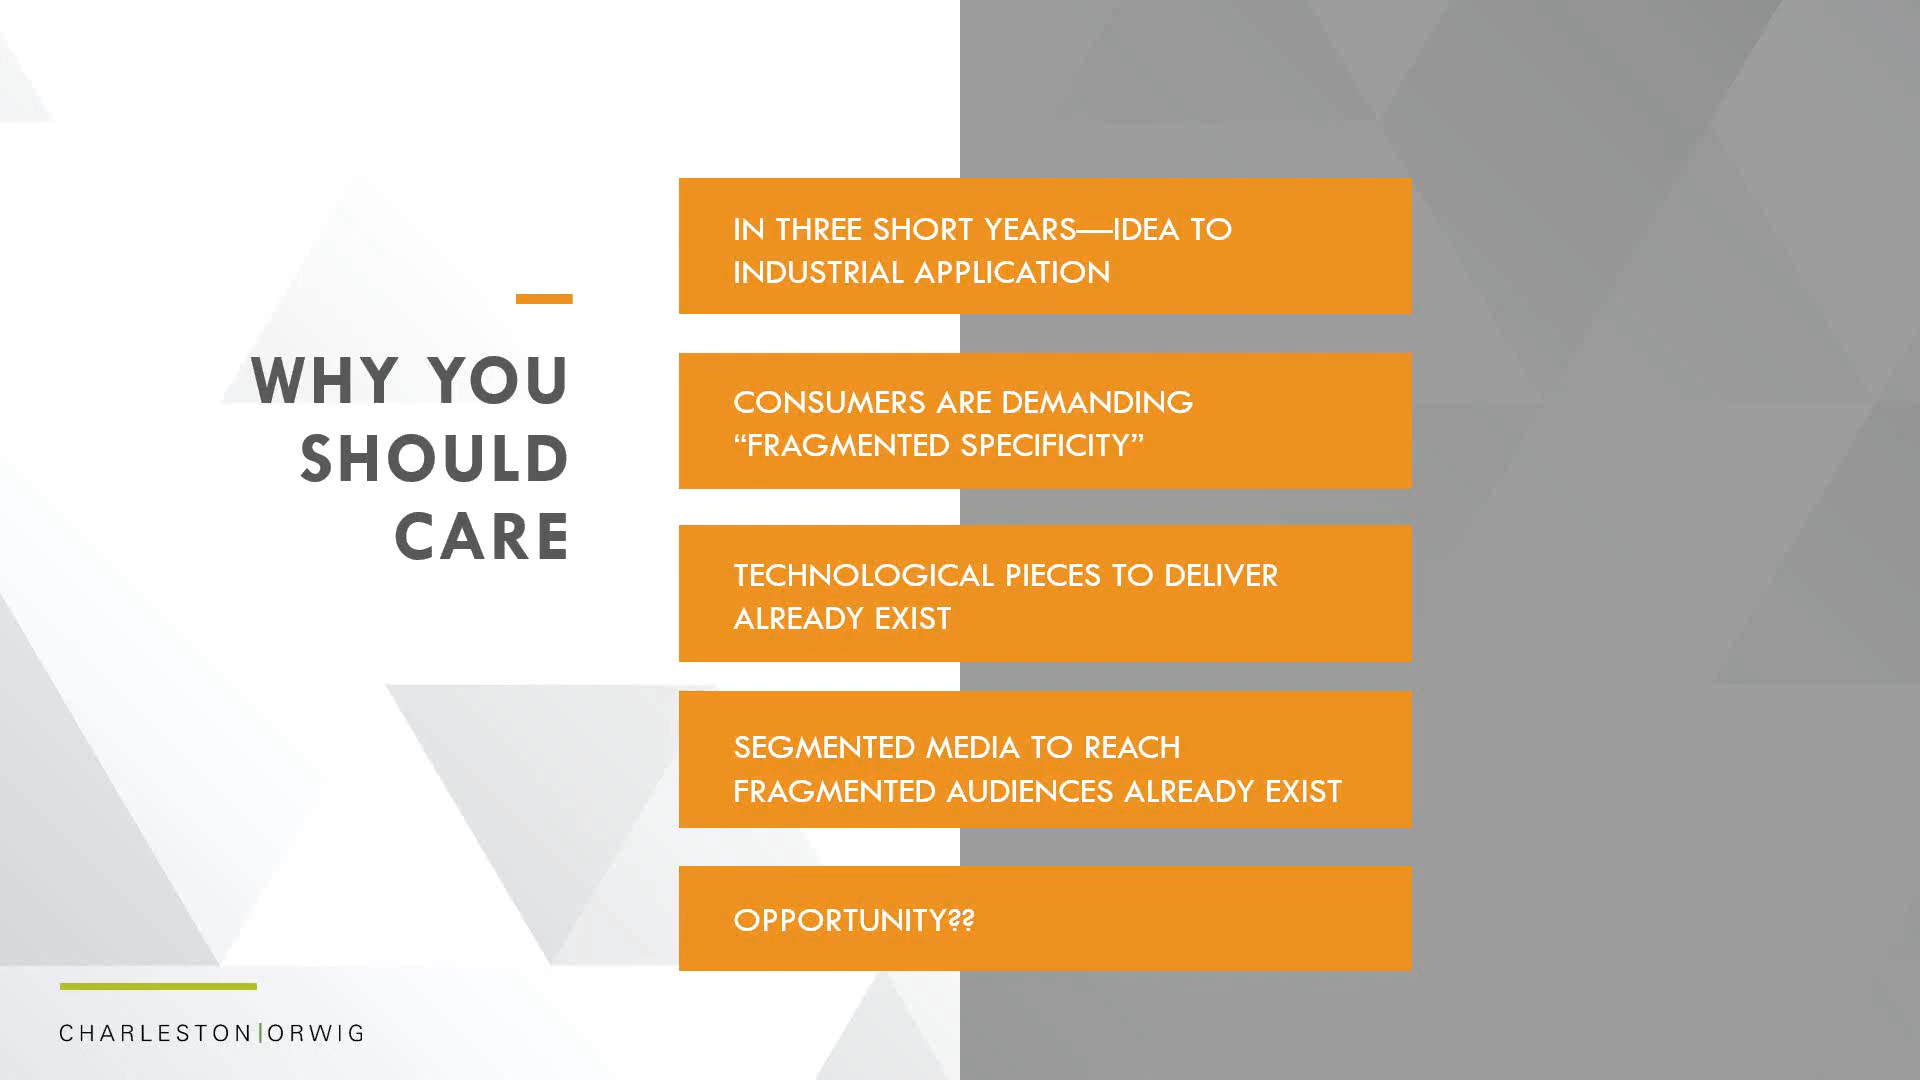 WHY YOU
SHOULD
CARE
IN THREE SHORT YEARS—IDEA TO
INDUSTRIAL APPLICATION
CONSUMERS ARE DEMANDING
“FRAGMENTED SPECIFICITY”
TECHNOLOGICAL PIECES TO DELIVER
ALREADY EXIST
SEGMENTED MEDIA TO REACH
FRAGMENTED AUDIENCES ALREADY EXIST
OPPORTUNITY??
CHARLESTON|ORWIG